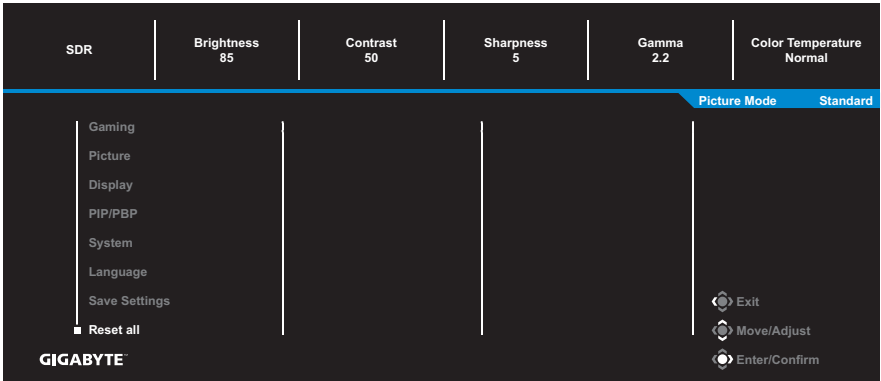 SDR
Brightness
85
Contrast
50
Sharpness
5
Gamma
2.2
Color Temperature
Normal
Picture Mode Standard
Gaming
Picture
Display
PIP/PBP
System
Language
Save Settings
Exit
Reset all
Move/Adjust
GIGABYTE™
Enter/Confirm